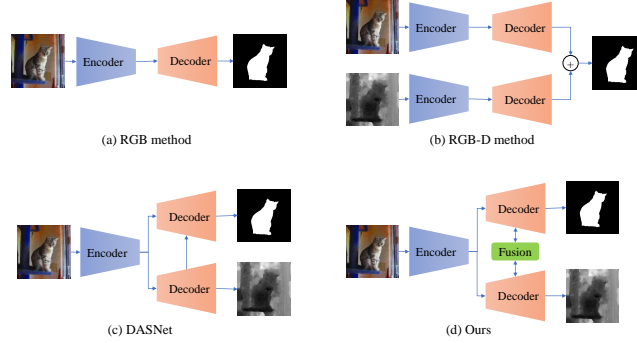 Encoder
Decoder
(a) RGB method
Encoder
Decoder
+
Encoder
Decoder
(b) RGB-D method
Encoder
Decoder
Decoder
(c) DASNet
Encoder
Decoder
Fusion
Decoder
(d) Ours